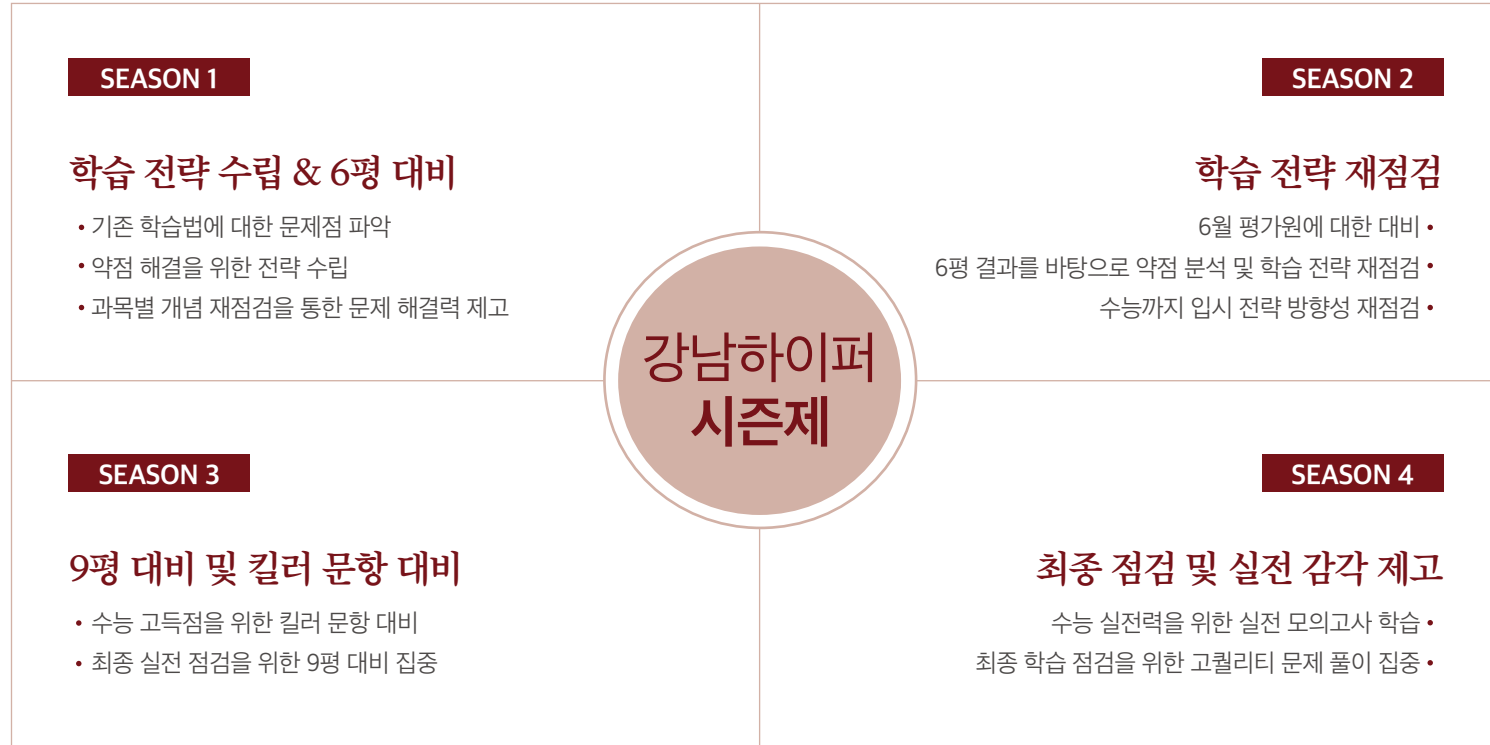 SEASON 1
학습 전략 수립 & 6평 대비
• 기존 학습법에 대한 문제점 파악
• 약점 해결을 위한 전략 수립
• 과목별 개념 재점검을 통한 문제 해결력 제고
SEASON 2
학습 전략 재점검
6월 평가원에 대한 대비 •
6평 결과를 바탕으로 약점 분석 및 학습 전략 재점검 •
수능까지 입시 전략 방향성 재점검 •
강남하이퍼
시즌제
SEASON 3
9평 대비 및 킬러 문항 대비
• 수능 고득점을 위한 킬러 문항 대비
• 최종 실전 점검을 위한 9평 대비 집중
SEASON 4
최종 점검 및 실전 감각 제고
수능 실전력을 위한 실전 모의고사 학습 •
최종 학습 점검을 위한 고퀄리티 문제 풀이 집중 •